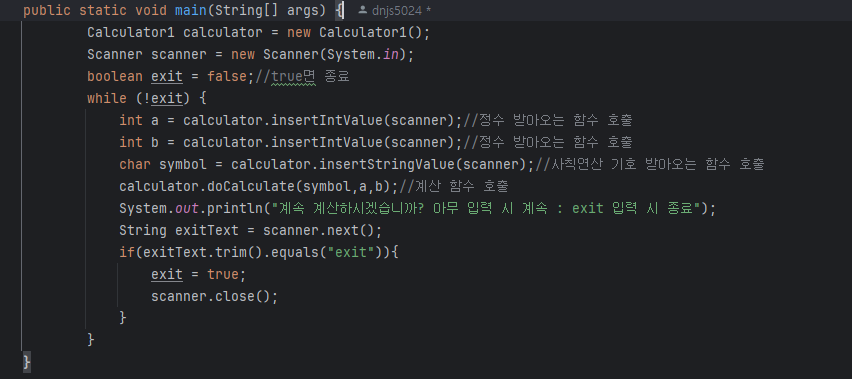 public static void main(String[] args) { dnjs5024 *
Calculator1 calculator = new Calculator1();
Scanner scanner = new Scanner(System.in);
boolean exit = false;//true면 종료
while (!exit) {
int a = calculator.insertIntValue(scanner);//정수 받아오는 함수 호출
int b = calculator.insertIntValue(scanner);//정수 받아오는 함수 호출
char symbol = calculator.insertStringValue(scanner);//사칙연산 기호 받아오는 함수 호출
calculator.doCalculate(symbol,a,b);//계산 함수 호출
System.out.println("계속 계산하시겠습니까? 아무 입력 시 계속 : exit 입력 시 종료");
String exitText = scanner.next();
if(exitText.trim().equals("exit")){
exit = true;
scanner.close();
}
}
}